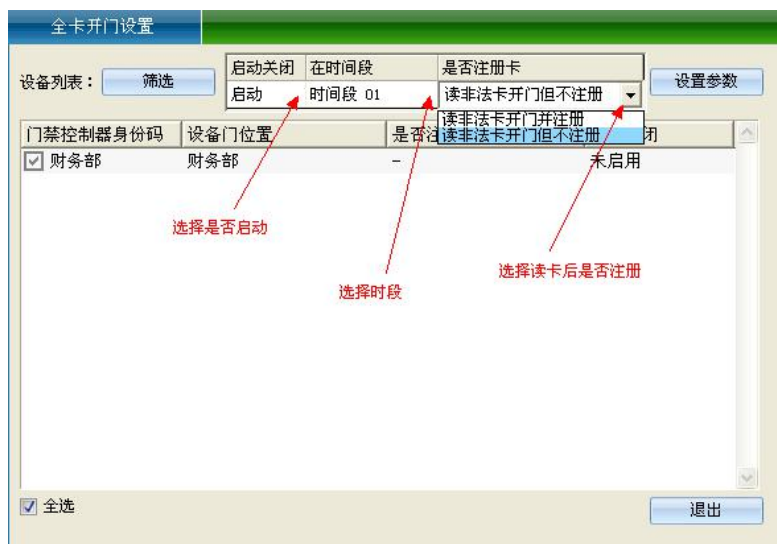 全卡开门设置
启动关闭 在时间段 是否注册卡
设备列表： 筛选 启动 时间段 01 读非法卡开门但不注册 设置参数
读非法卡开门并注册
读非法卡开门但不注册
门禁控制器身份码 设备门位置 是否注 闭
财务部 财务部 - 未启用
选择是否启动
选择读卡后是否注册
选择时段
全选 退出